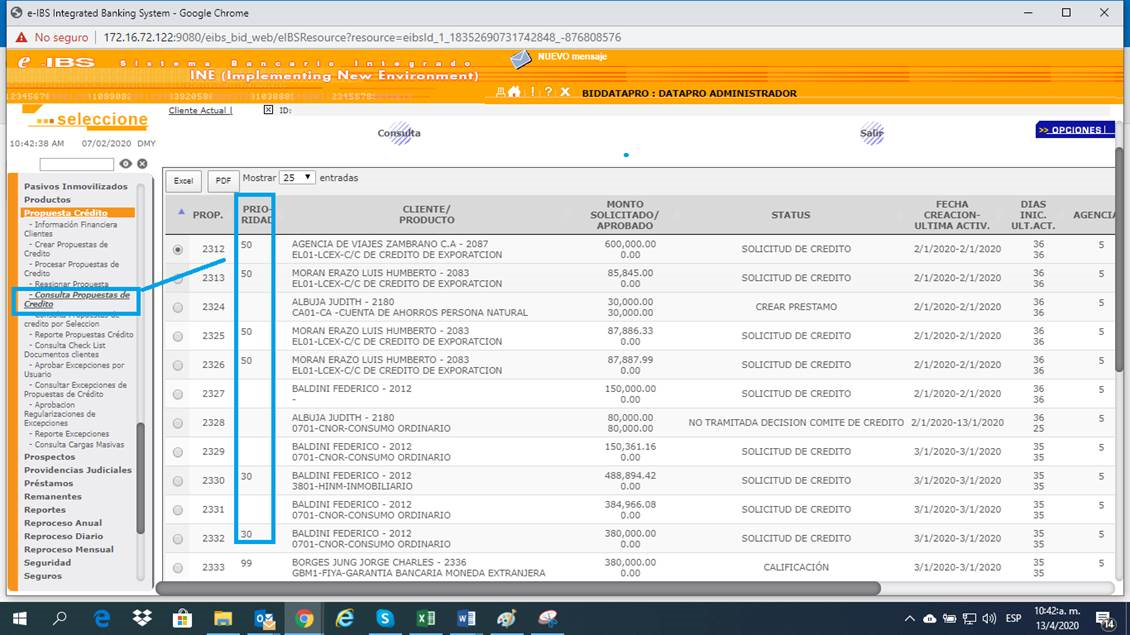 e-IBS Integrated Banking System - Google Chrome
No seguro | 172.16.72.122:9080/eibs_bid_web/eIBSResource?resource=eibsId_1_18352690731742848_-876808576
e-IBS Sistema Bancario Integrado
INE (Implementing New Environment)
NUEVO mensaje
BIDDATAPRO : DATAPRO ADMINISTRADOR
...seleccione
Cliente Actual | ID:
10:42:38 AM 07/02/2020 DMY
Consulta
Salir
>> OPCIONES |
Pasivos Inmovilizados
Productos
Propuesta Crédito
- Información Financiera
Clientes
- Crear Propuestas de
Credito
- Procesar Propuestas de
Credito
- Reasignar Propuesta
- Consulta Propuestas de
Credito
- Consulta Propuestas de
credito por Seleccion
- Reporte Propuestas Crédito
- Consulta Check List
Documentos clientes
- Aprobar Excepciones por
Usuario
- Consultar Excepciones de
Propuestas de Crédito
- Aprobacion
Regularizaciones de
Excepciones
- Reporte Excepciones
- Consulta Cargas Masivas
Prospectos
Providencias Judiciales
Préstamos
Remanentes
Reportes
Reproceso Anual
Reproceso Diario
Reproceso Mensual
Seguridad
Seguros
Excel PDF Mostrar 25 entradas
PROP. PRIO-
RIDAD
CLIENTE/
PRODUCTO
MONTO
SOLICITADO/
APROBADO
STATUS
FECHA
CREACION-
ULTIMA ACTIV.
DIAS
INIC.
ULT.ACT.
AGENCIA
2312 50 AGENCIA DE VIAJES ZAMBRANO C.A - 2087 600,000.00 SOLICITUD DE CREDITO 2/1/2020-2/1/2020 36 5
EL01-LCEX-C/C DE CREDITO DE EXPORATCION 0.00 36
2313 50 MORAN ERAZO LUIS HUMBERTO - 2083 85,845.00 SOLICITUD DE CREDITO 2/1/2020-2/1/2020 36 5
EL01-LCEX-C/C DE CREDITO DE EXPORATCION 0.00 36
2324 ALBUJA JUDITH - 2180 30,000.00 CREAR PRESTAMO 2/1/2020-2/1/2020 36 5
CA01-CA -CUENTA DE AHORROS PERSONA NATURAL 30,000.00 36
2325 50 MORAN ERAZO LUIS HUMBERTO - 2083 87,886.33 SOLICITUD DE CREDITO 2/1/2020-2/1/2020 36 5
EL01-LCEX-C/C DE CREDITO DE EXPORATCION 0.00 36
2326 50 MORAN ERAZO LUIS HUMBERTO - 2083 87,887.99 SOLICITUD DE CREDITO 2/1/2020-2/1/2020 36 5
EL01-LCEX-C/C DE CREDITO DE EXPORATCION 0.00 36
2327 BALDINI FEDERICO - 2012 150,000.00 SOLICITUD DE CREDITO 2/1/2020-2/1/2020 36 5
- 0.00 36
2328 ALBUJA JUDITH - 2180 80,000.00 NO TRAMITADA DECISION COMITE DE CREDITO 2/1/2020-13/1/2020 36 5
0701-CNOR-CONSUMO ORDINARIO 80,000.00 25
2329 BALDINI FEDERICO - 2012 150,361.16 SOLICITUD DE CREDITO 3/1/2020-3/1/2020 35 5
0701-CNOR-CONSUMO ORDINARIO 0.00 35
2330 30 BALDINI FEDERICO - 2012 488,894.42 SOLICITUD DE CREDITO 3/1/2020-3/1/2020 35 5
3801-HINM-INMOBILIARIO 0.00 35
2331 BALDINI FEDERICO - 2012 384,966.08 SOLICITUD DE CREDITO 3/1/2020-3/1/2020 35 5
0701-CNOR-CONSUMO ORDINARIO 0.00 35
2332 30 BALDINI FEDERICO - 2012 380,000.00 SOLICITUD DE CREDITO 3/1/2020-3/1/2020 35 5
0701-CNOR-CONSUMO ORDINARIO 0.00 35
2333 99 BORGES JUNG JORGE CHARLES - 2336 380,000.00 CALIFICACIÓN 3/1/2020-3/1/2020 35 5
GBM1-FIYA-GARANTIA BANCARIA MONEDA EXTRANJERA 0.00 35
ESP 10:42 a. m.
13/4/2020
14